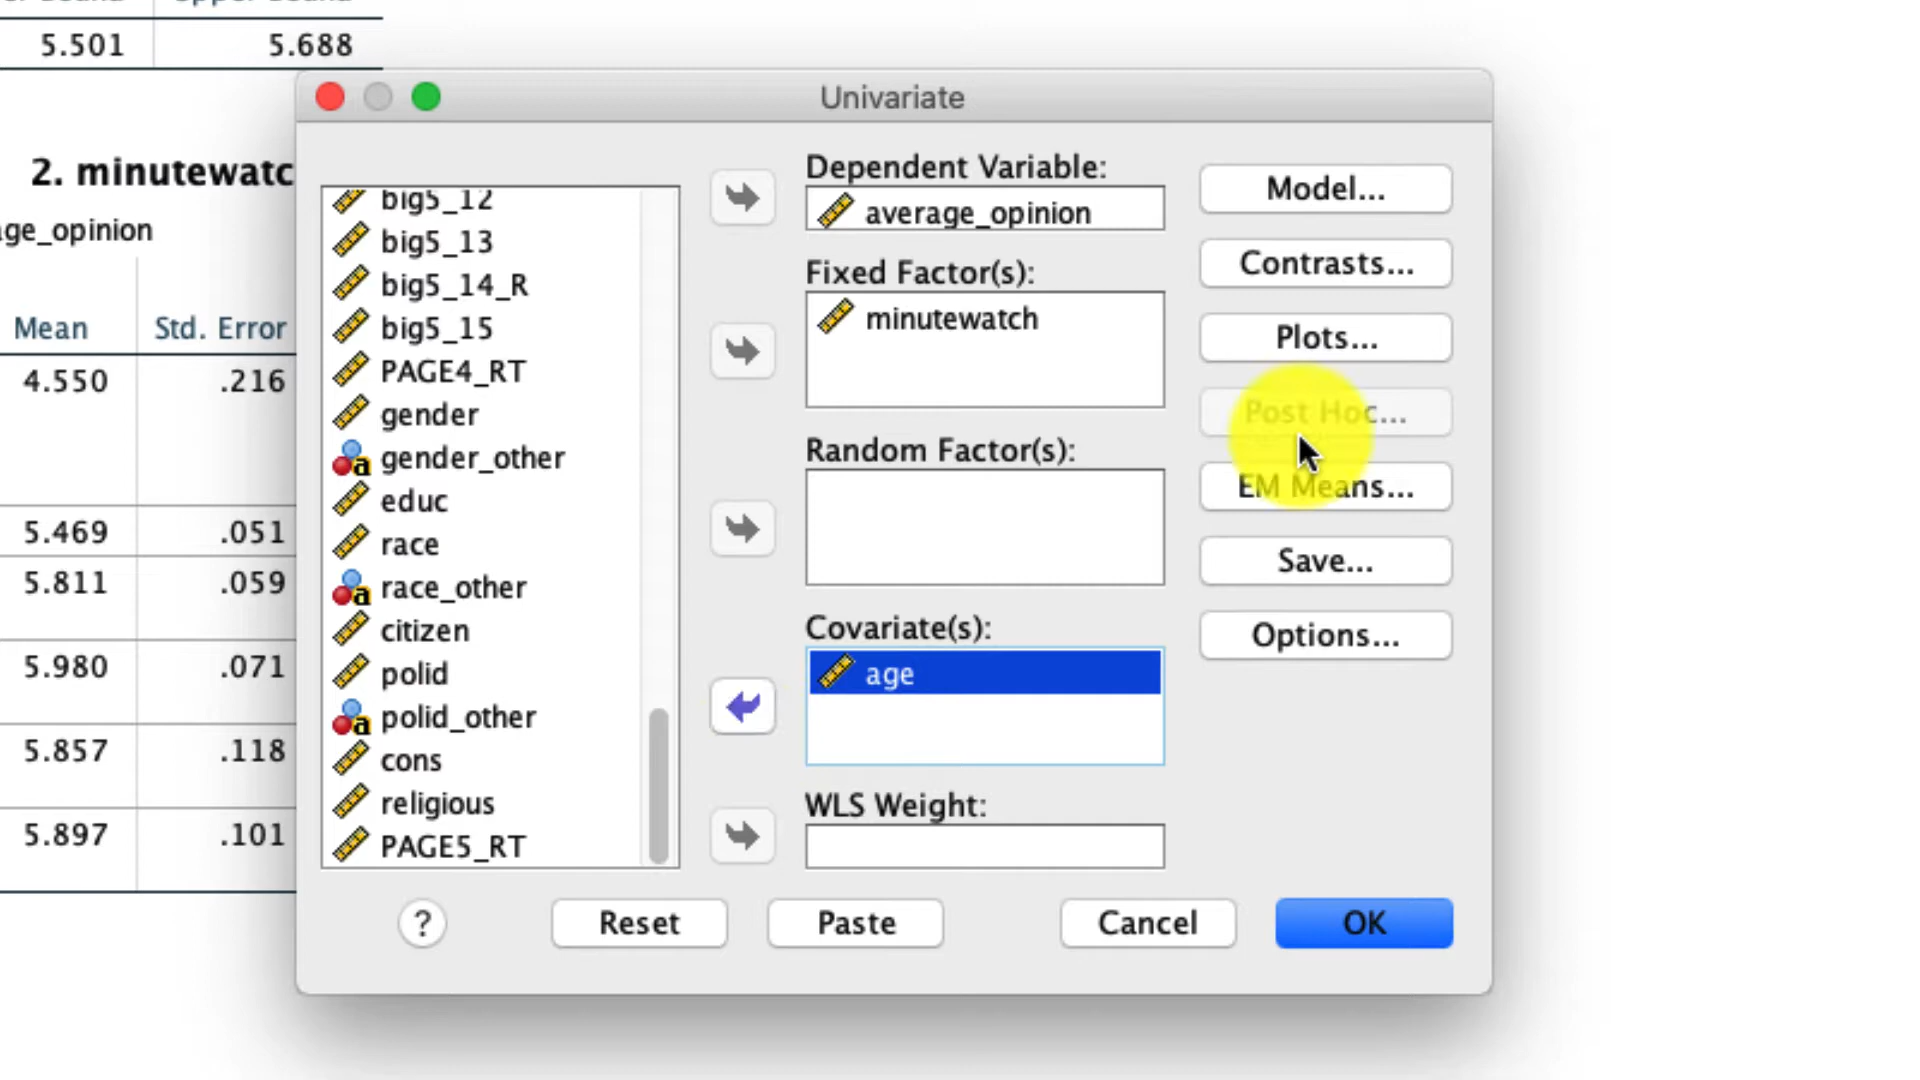 5.501 5.688
Univariate
2. minutewatc
age_opinion
Mean Std. Error
4.550 .216
5.469 .051
5.811 .059
5.980 .071
5.857 .118
5.897 .101
big5_12
big5_13
big5_14_R
big5_15
PAGE4_RT
gender
gender_other
educ
race
race_other
citizen
polid
polid_other
cons
religious
PAGE5_RT
Dependent Variable:
average_opinion
Fixed Factor(s):
minutewatch
Random Factor(s):
Covariate(s):
age
WLS Weight:
Model...
Contrasts...
Plots...
Post Hoc...
EM Means...
Save...
Options...
? Reset Paste Cancel OK